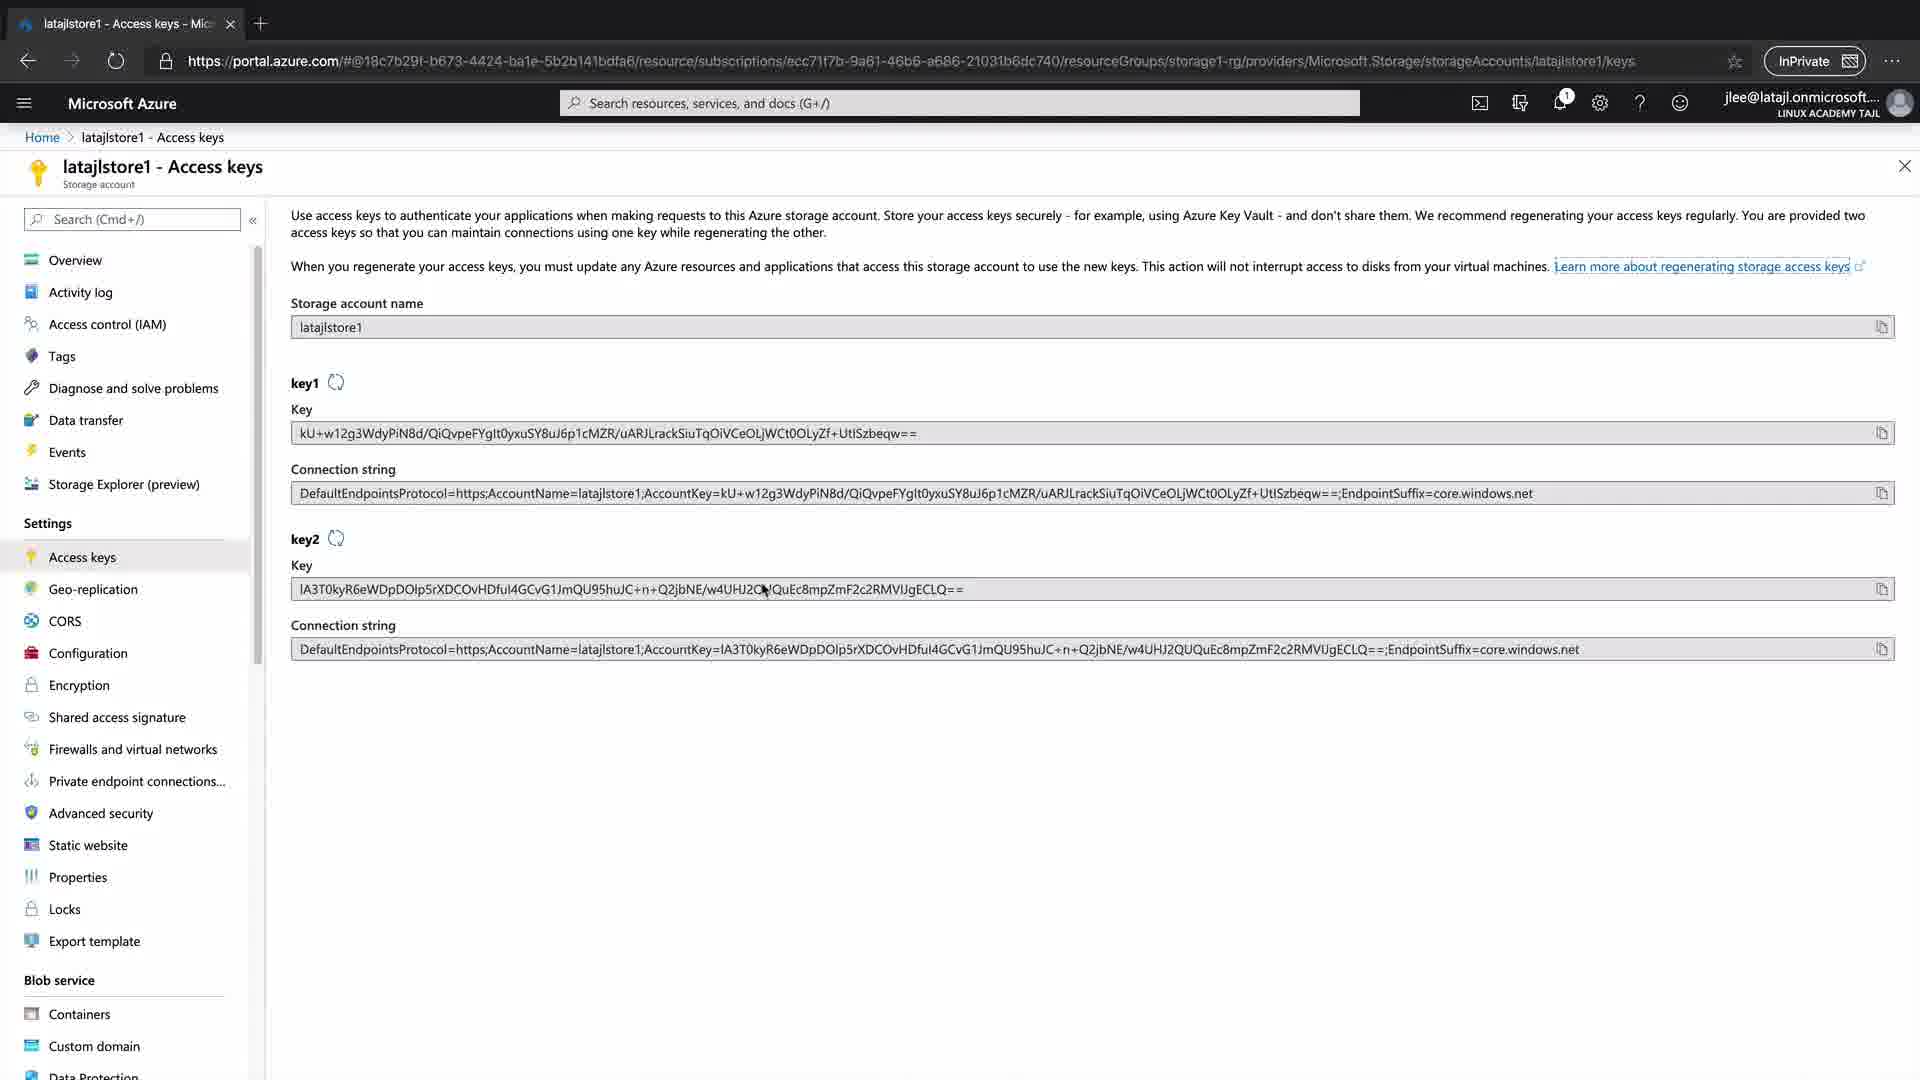 latajlstore1 - Access keys - Mic
https://portal.azure.com/#@18c7b29f-b673-4424-ba1e-5b2b141bdfa6/resource/subscriptions/ecc71f7b-9a61-46b6-a686-21031b6dc740/resourceGroups/storage1-rg/providers/Microsoft.Storage/storageAccounts/latajlstore1/keys
InPrivate
Microsoft Azure
Search resources, services, and docs (G+/)
1
jlee@latajl.onmicrosoft....
LINUX ACADEMY TAJL
Home > latajlstore1 - Access keys
latajlstore1 - Access keys
Storage account
Search (Cmd+/)
Overview
Activity log
Access control (IAM)
Tags
Diagnose and solve problems
Data transfer
Events
Storage Explorer (preview)
Settings
Access keys
Geo-replication
CORS
Configuration
Encryption
Shared access signature
Firewalls and virtual networks
Private endpoint connections...
Advanced security
Static website
Properties
Locks
Export template
Blob service
Containers
Custom domain
Data Protection
Use access keys to authenticate your applications when making requests to this Azure storage account. Store your access keys securely - for example, using Azure Key Vault - and don't share them. We recommend regenerating your access keys regularly. You are provided two
access keys so that you can maintain connections using one key while regenerating the other.
When you regenerate your access keys, you must update any Azure resources and applications that access this storage account to use the new keys. This action will not interrupt access to disks from your virtual machines. Learn more about regenerating storage access keys
Storage account name
latajlstore1
key1
Key
kU+w12g3WdyPiN8d/QiQvpeFYgIt0yxuSY8uJ6p1cMZR/uARJLrackSiuTqOiVCeOLjWCt0OLyZf+UtISzbeqw==
Connection string
DefaultEndpointsProtocol=https;AccountName=latajlstore1;AccountKey=kU+w12g3WdyPiN8d/QiQvpeFYgIt0yxuSY8uJ6p1cMZR/uARJLrackSiuTqOiVCeOLjWCt0OLyZf+UtISzbeqw==;EndpointSuffix=core.windows.net
key2
Key
lA3T0kyR6eWDpDOlp5rXDCOvHDfuI4GCvG1JmQU95huJC+n+Q2jbNE/w4UHJ2QUQuEc8mpZmF2c2RMVlJgECLQ==
Connection string
DefaultEndpointsProtocol=https;AccountName=latajlstore1;AccountKey=lA3T0kyR6eWDpDOlp5rXDCOvHDfuI4GCvG1JmQU95huJC+n+Q2jbNE/w4UHJ2QUQuEc8mpZmF2c2RMVlJgECLQ==;EndpointSuffix=core.windows.net